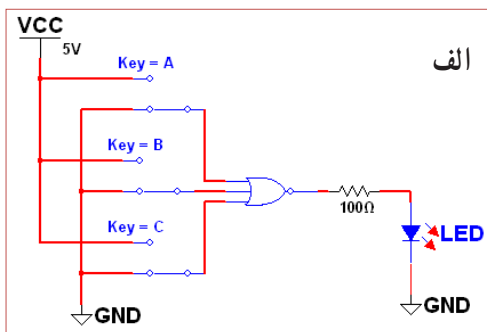 VCC
5V
الف
Key = A
Key = B
Key = C
100Ω
LED
GND
GND